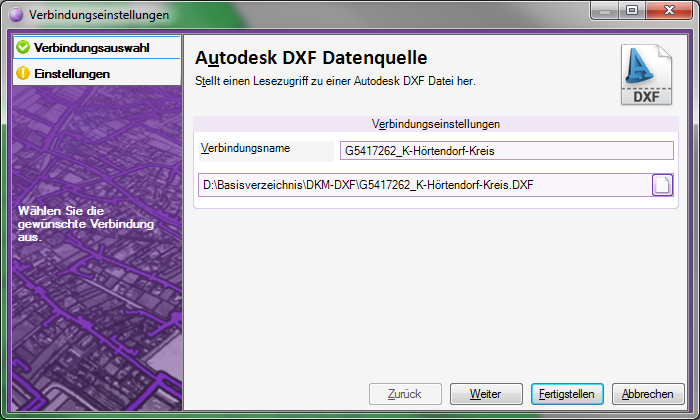 Verbindungseinstellungen
Verbindungsauswahl
Einstellungen
Wählen Sie die
gewünschte Verbindung
aus.
Autodesk DXF Datenquelle
Stellt einen Lesezugriff zu einer Autodesk DXF Datei her.
DXF
Verbindungseinstellungen
Verbindungsname
G5417262_K-Hörtendorf-Kreis
D:\Basisverzeichnis\DKM-DXF\G5417262_K-Hörtendorf-Kreis.DXF
Zurück
Weiter
Fertigstellen
Abbrechen